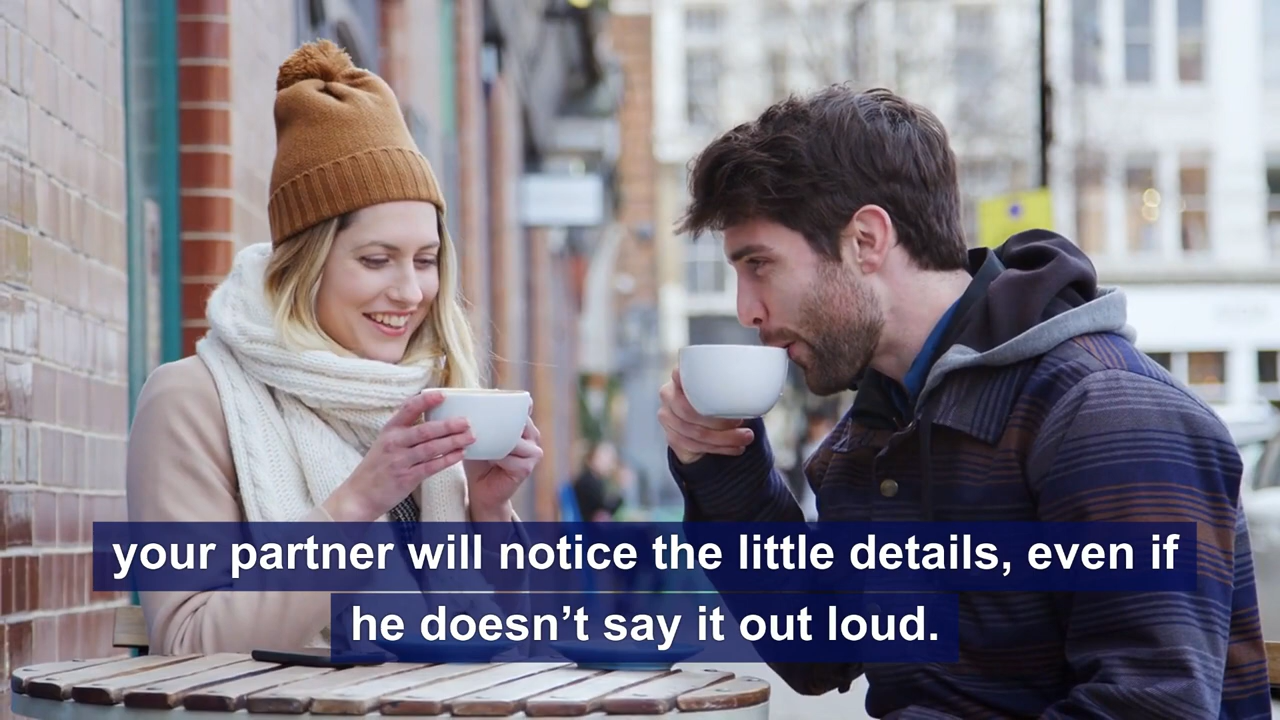 your partner will notice the little details, even if
he doesn’t say it out loud.